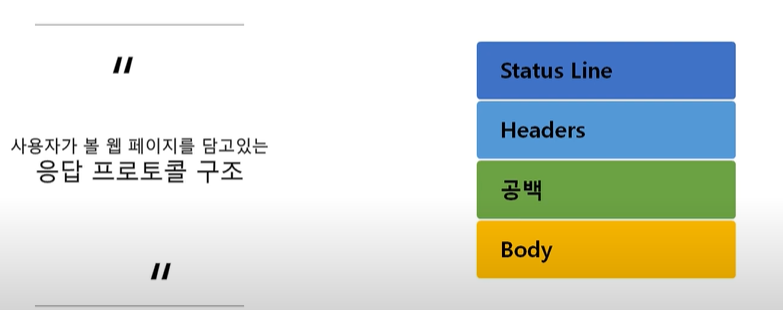 "
사용자가 볼 웹 페이지를 담고있는
응답 프로토콜 구조
"
Status Line
Headers
공백
Body